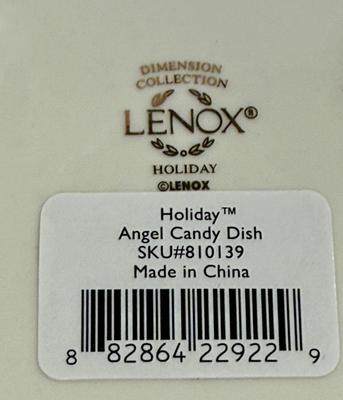 DIMENSION
COLLECTION
LENOX®
HOLIDAY
©LENOX
Holiday™
Angel Candy Dish
SKU#810139
Made in China
8 82864 22922 9